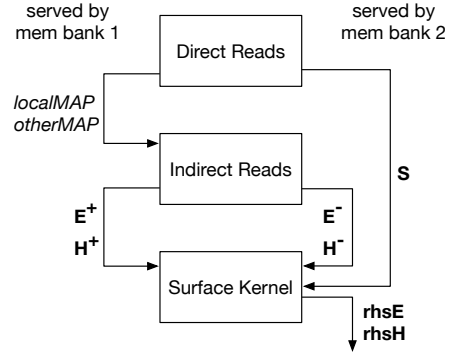 served by
mem bank 1
served by
mem bank 2
Direct Reads
localMAP
otherMAP
Indirect Reads
S
E+
H+
E-
H-
Surface Kernel
rhsE
rhsH